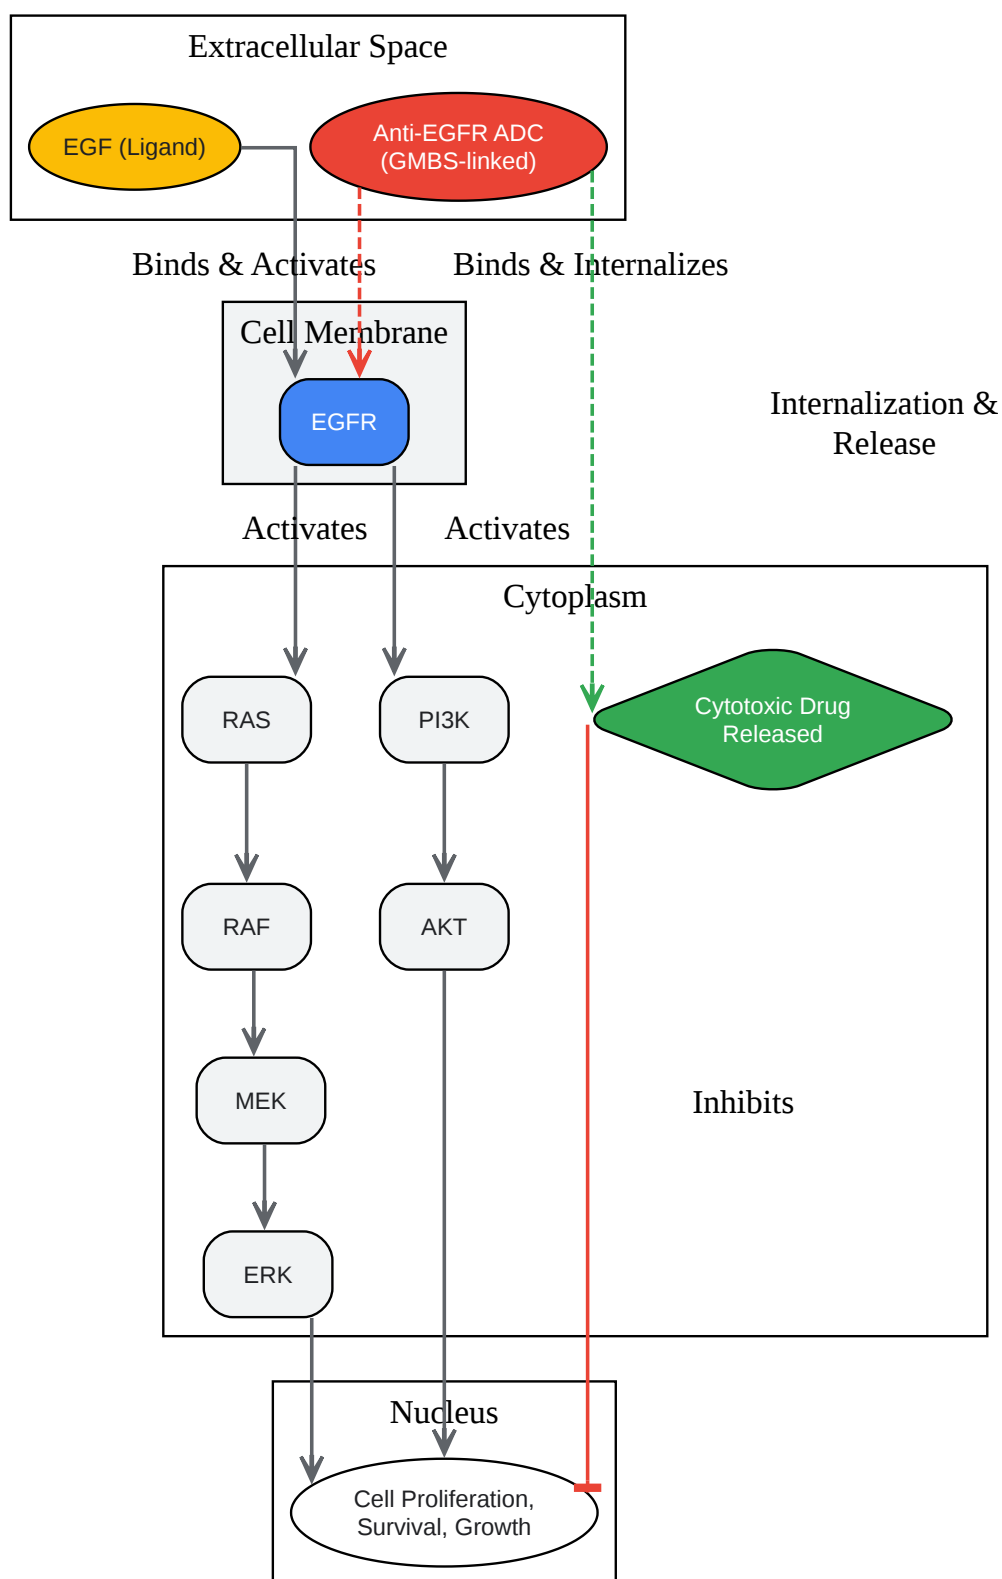 Extracellular Space
EGF (Ligand)
Anti-EGFR ADC
(GMBS-linked)
Binds & Activates
Binds & Internalizes
Cell Membrane
EGFR
Internalization &
Release
Activates
Activates
Cytoplasm
RAS
PI3K
Cytotoxic Drug
Released
RAF
AKT
MEK
Inhibits
ERK
Nucleus
Cell Proliferation,
Survival, Growth